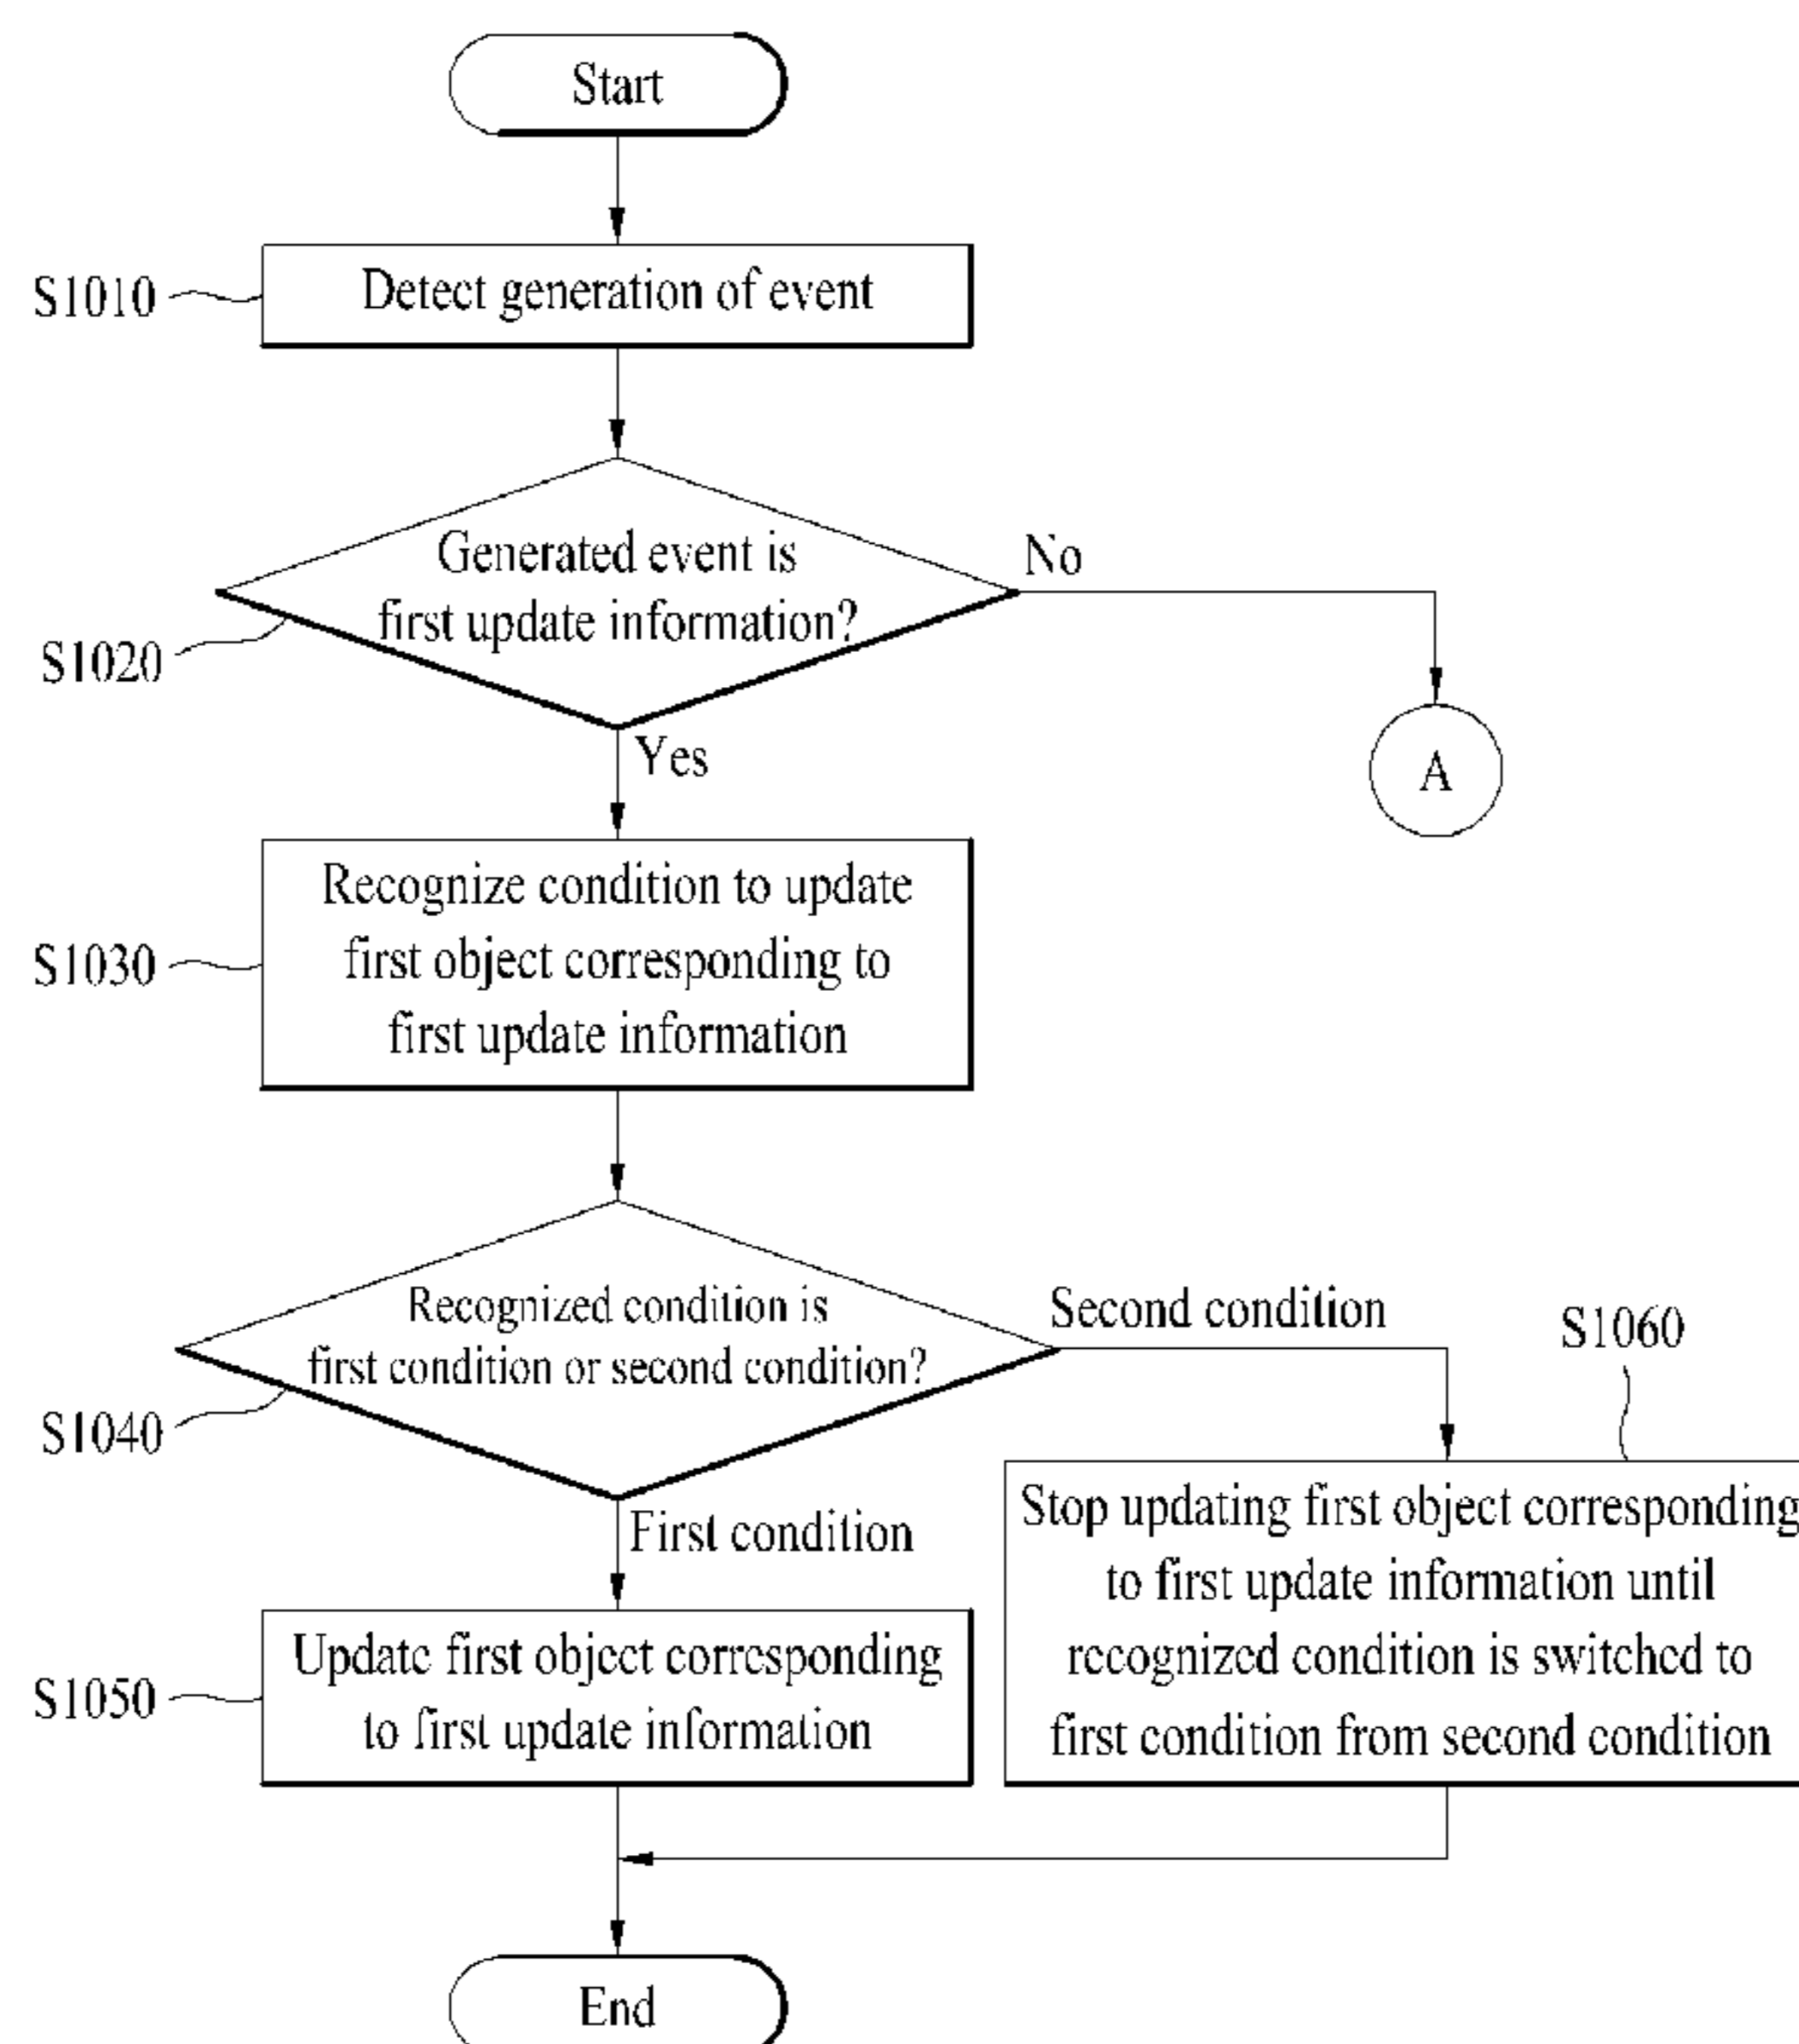 Start
S1010
Detect generation of event
Generated event is
first update information?
No
S1020
Yes
A
Recognize condition to update
S1030
first object corresponding to
first update information
Recognized condition is
first condition or second condition?
Second condition
S1060
S1040
First condition
Stop updating first object corresponding
to first update information until
recognized condition is switched to
first condition from second condition
Update first object corresponding
S1050
to first update information
End